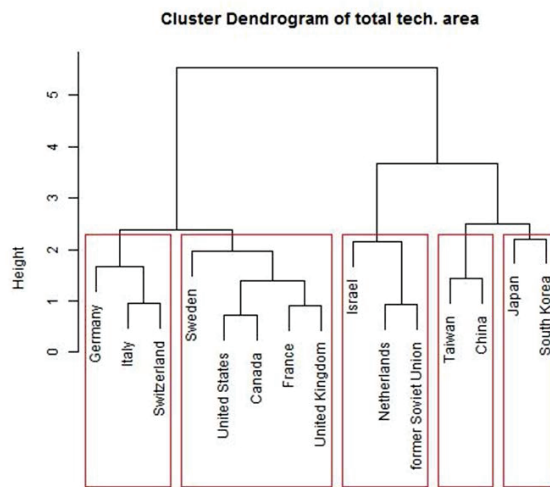 Cluster Dendrogram of total tech. area
Height
5
4
3
2
1
0
Germany
Italy
Switzerland
Sweden
United States
Canada
France
United Kingdom
Israel
Netherlands
former Soviet Union
Taiwan
China
Japan
South Korea